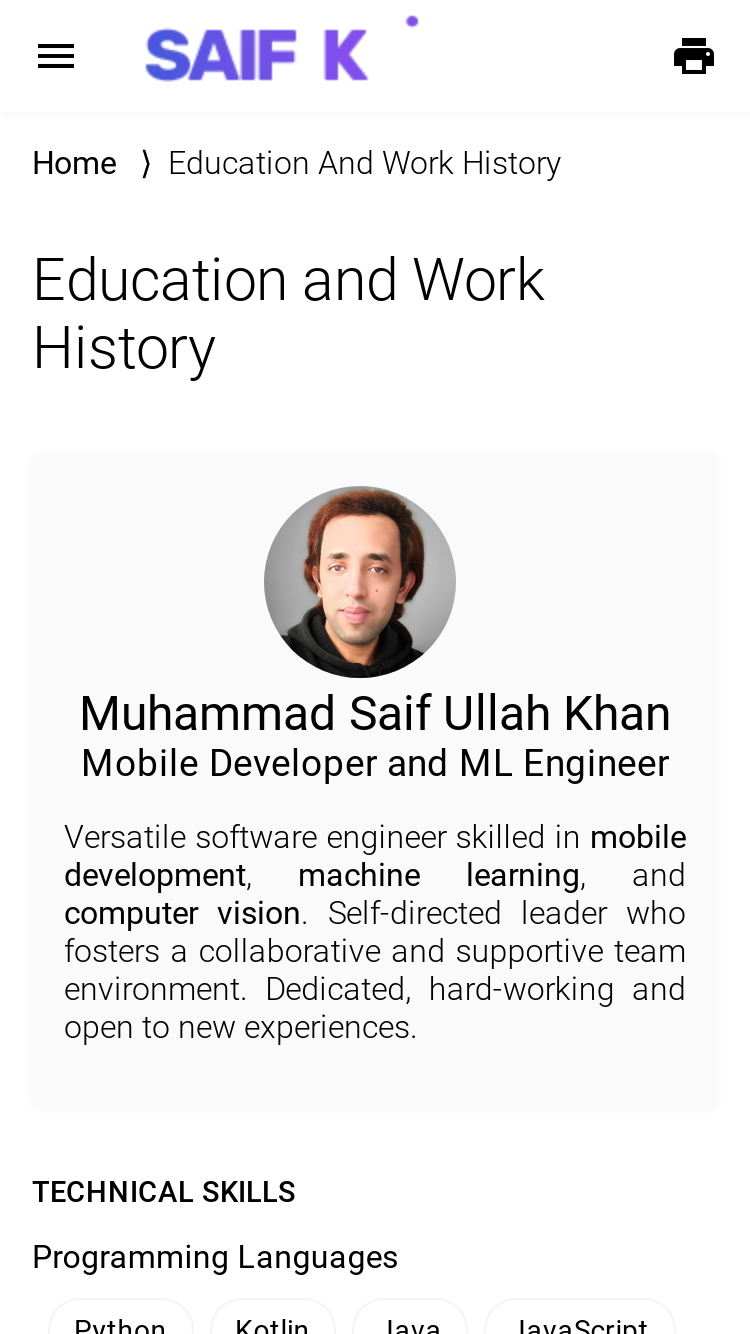 SAIF K
Home ⟩ Education And Work History
Education and Work
History
Muhammad Saif Ullah Khan
Mobile Developer and ML Engineer
Versatile software engineer skilled in mobile
development, machine learning, and
computer vision. Self-directed leader who
fosters a collaborative and supportive team
environment. Dedicated, hard-working and
open to new experiences.
TECHNICAL SKILLS
Programming Languages
Python Kotlin Java JavaScript